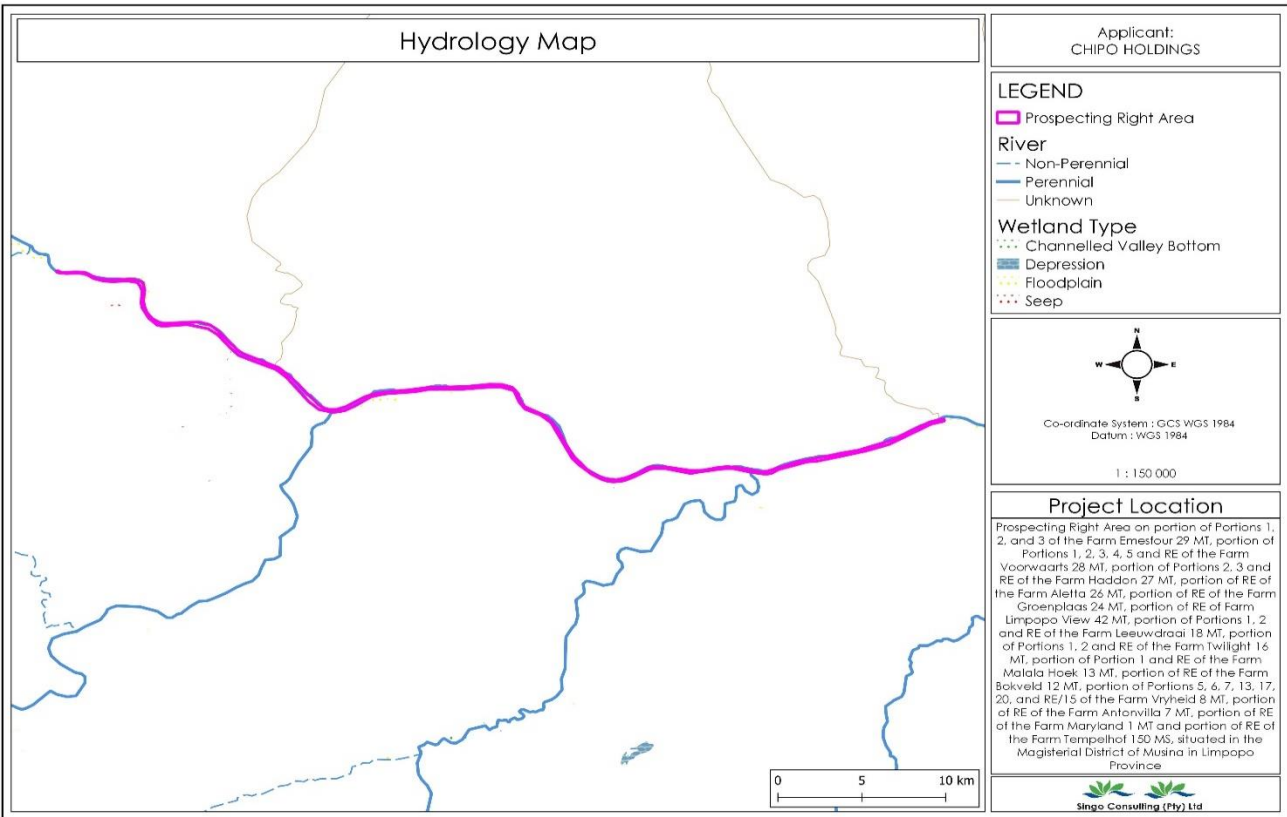 Hydrology Map
Applicant:
CHIPO HOLDINGS
LEGEND
Prospecting Right Area
River
Non-Perennial
Perennial
Unknown
Wetland Type
Channelled Valley Bottom
Depression
Floodplain
Seep
N
W E
S
Co-ordinate System : GCS WGS 1984
Datum : WGS 1984
1 : 150 000
Project Location
Prospecting Right Area on portion of Portions 1,
2, and 3 of the Farm Emestour 29 MT, portion of
Portions 1, 2, 3, 4, 5 and RE of the Farm
Voorwaarts 28 MT, portion of Portions 2, 3 and
RE of the Farm Haddon 27 MT, portion of RE of
the Farm Aletta 26 MT, portion of RE of the Farm
Groenplaas 24 MT, portion of RE of Farm
Limpopo View 42 MT, portion of Portions 1, 2
and RE of the Farm Leeuwdraai 18 MT, portion
of Portions 1, 2 and RE of the Farm Twilight 16
MT, portion of Portion 1 and RE of the Farm
Malala Hoek 13 MT, portion of RE of the Farm
Bokveld 12 MT, portion of Portions 5, 6, 7, 13, 17,
20, and RE/15 of the Farm Vryheid 8 MT, portion
of RE of the Farm Antonvilla 7 MT, portion of RE
of the Farm Maryland 1 MT and portion of RE of
the Farm Tempelhof 150 MS, situated in the
Magisterial District of Musina in Limpopo
Province
0 5 10 km
Singo Consulting (Pty) Ltd